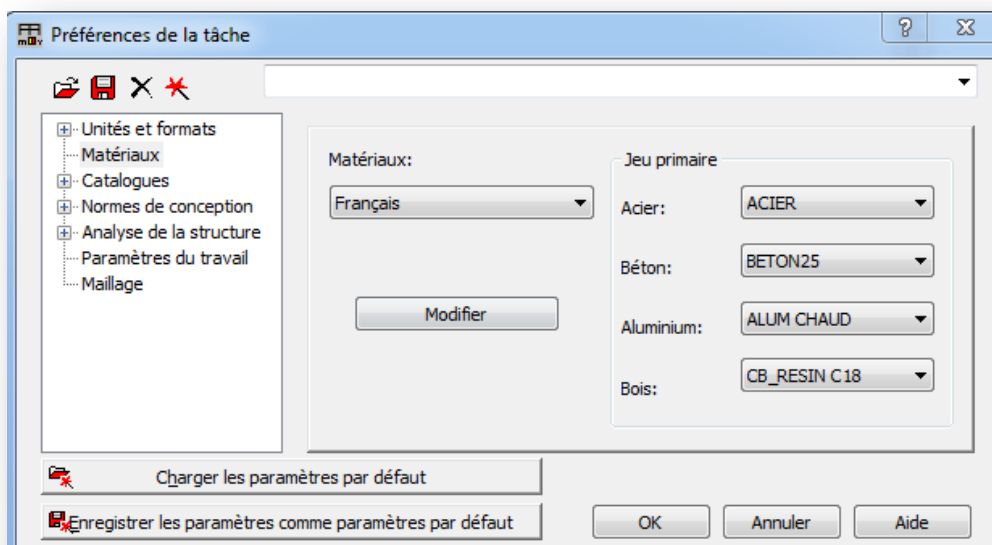 Préférences de la tâche
Unités et formats
Matériaux
Catalogues
Normes de conception
Analyse de la structure
Paramètres du travail
Maillage
Matériaux:
Français
Modifier
Jeu primaire
Acier: ACIER
Béton: BETON25
Aluminium: ALUM CHAUD
Bois: CB_RESIN C18
Charger les paramètres par défaut
Enregistrer les paramètres comme paramètres par défaut
OK Annuler Aide